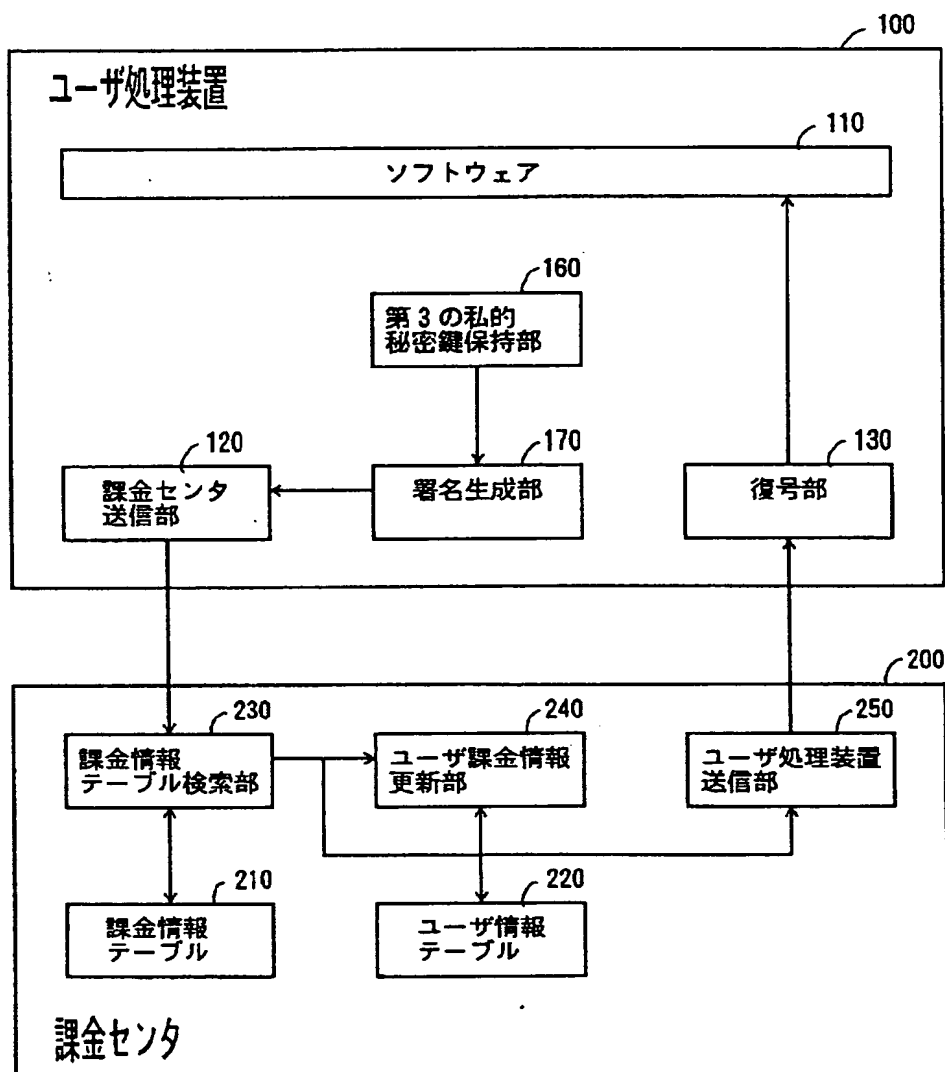 100
ユーザ処理装置
110
ソフトウェア
160
第3の私的
秘密鍵保持部
120
課金センタ
送信部
170
署名生成部
130
復号部
200
230
課金情報
テーブル検索部
240
ユーザ課金情報
更新部
250
ユーザ処理装置
送信部
210
課金情報
テーブル
220
ユーザ情報
テーブル
課金センタ